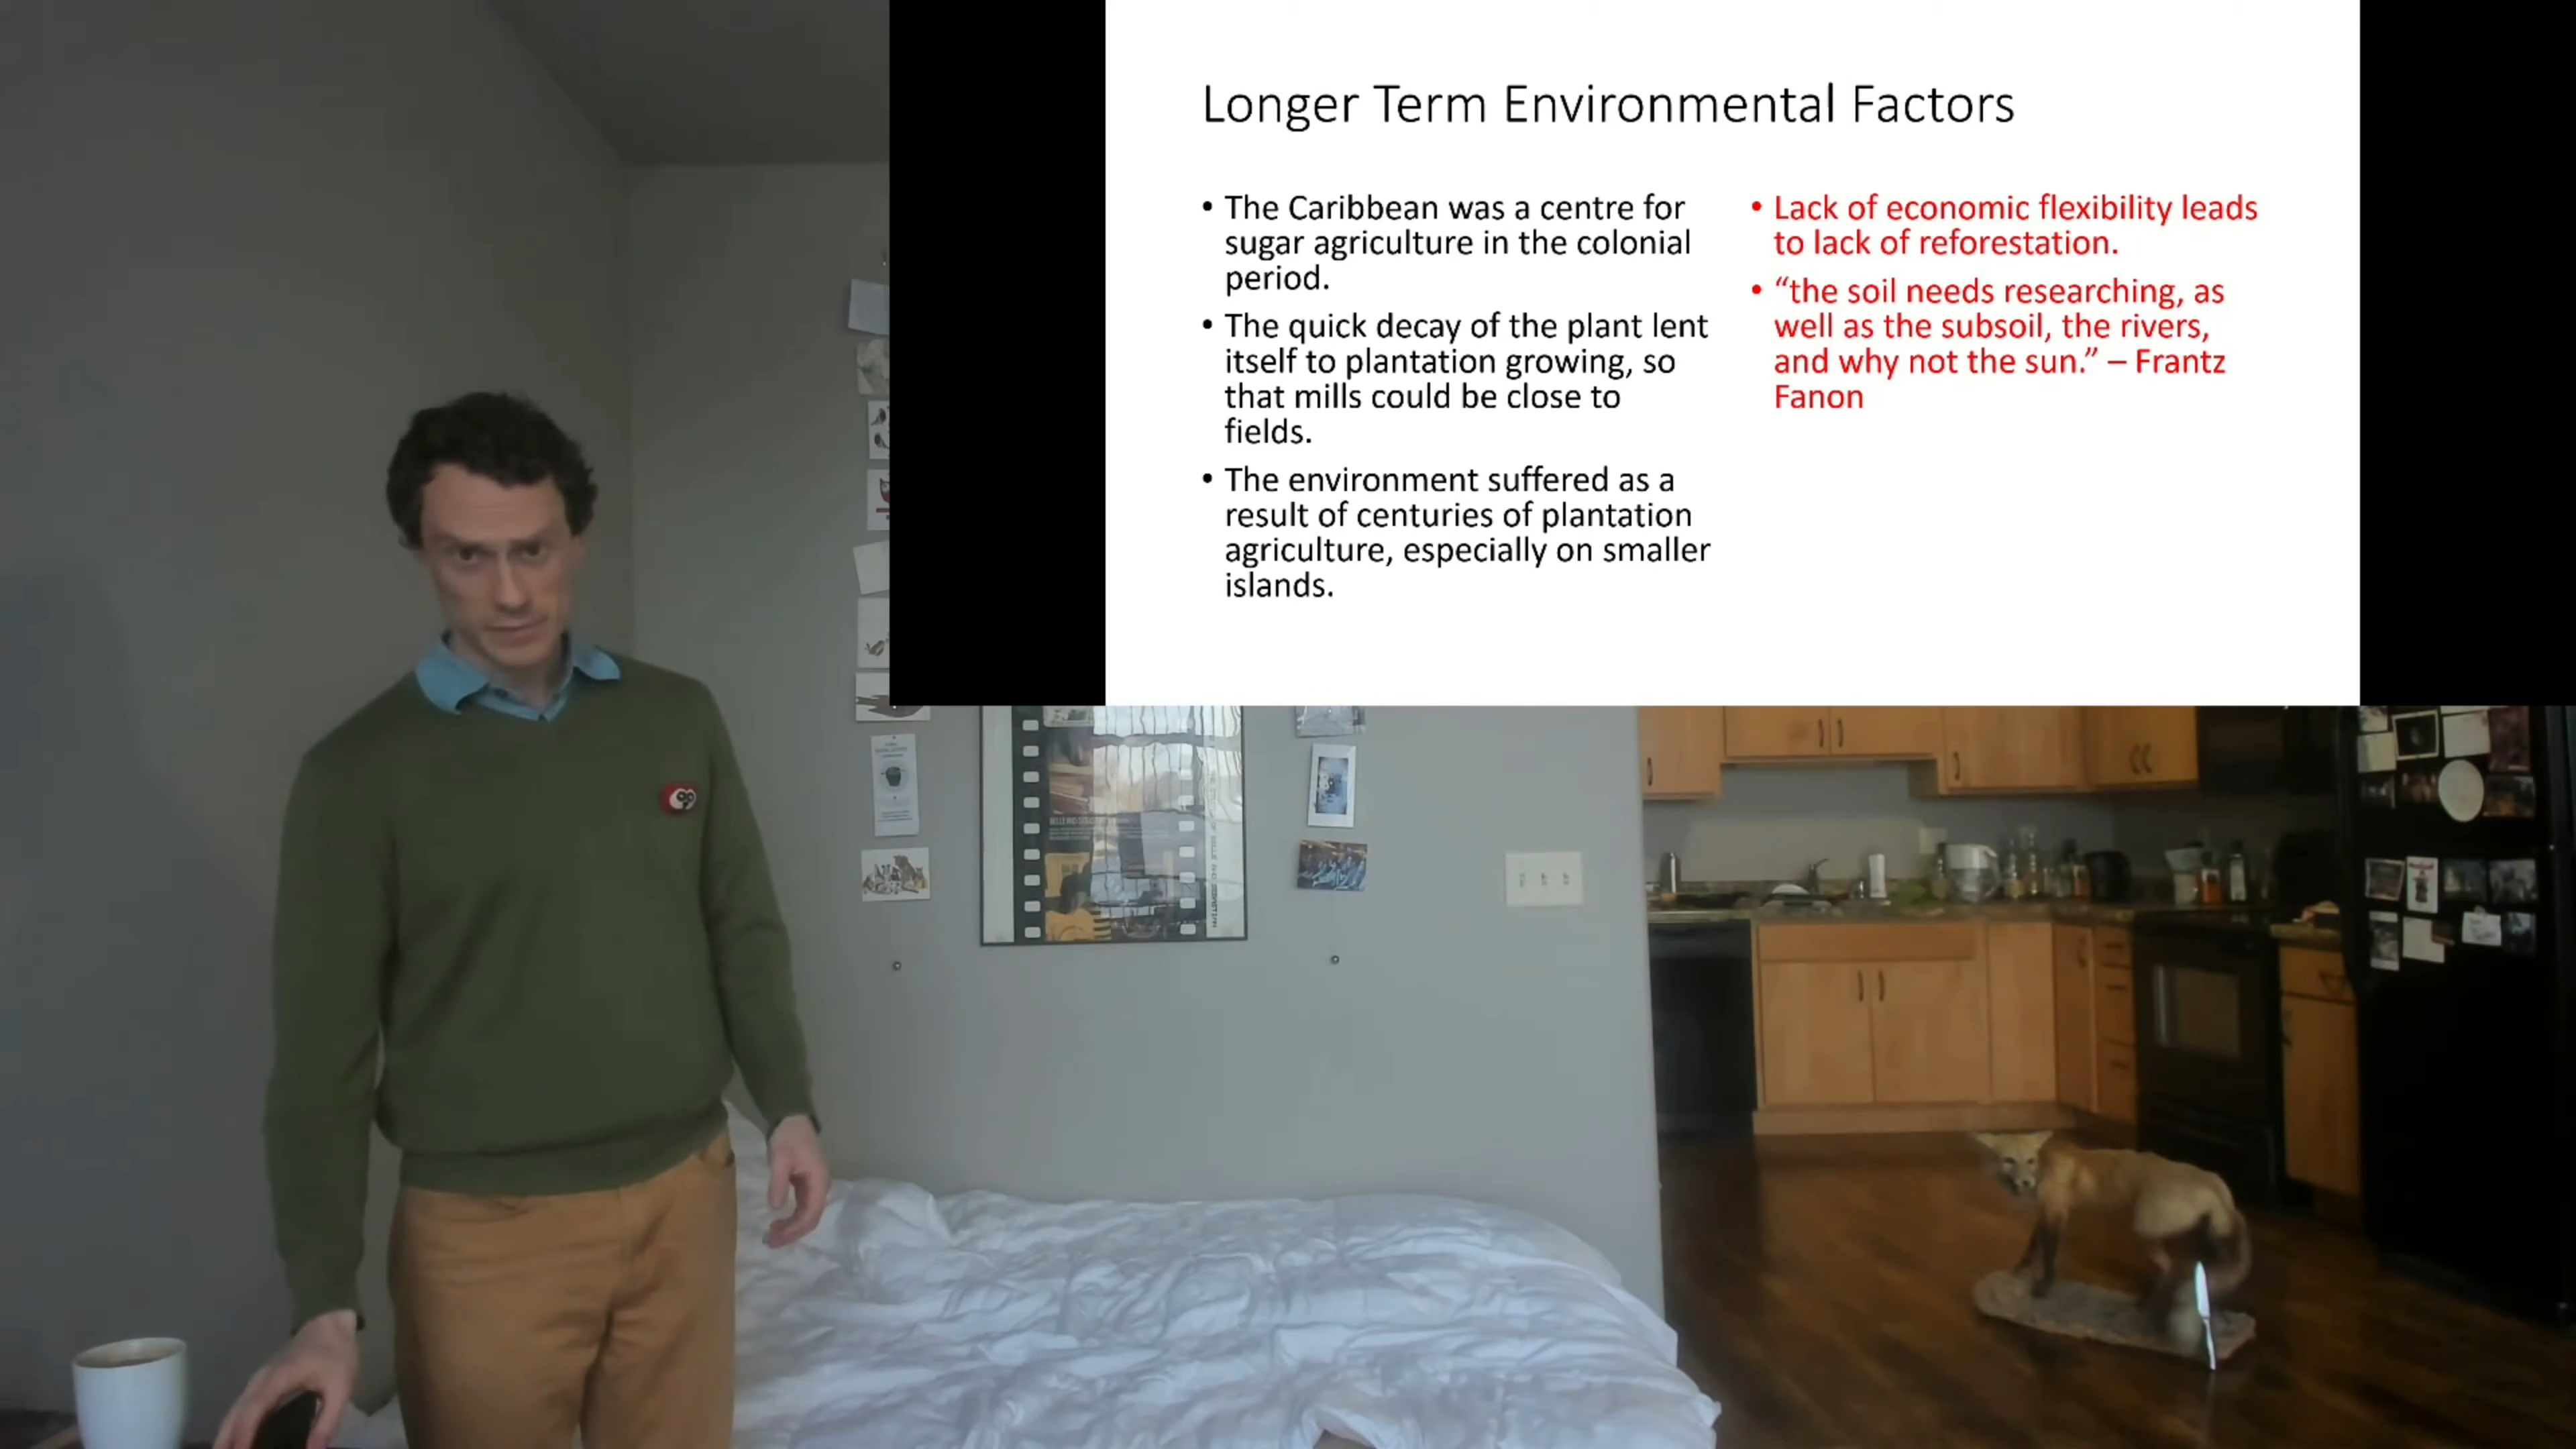 Longer Term Environmental Factors
• The Caribbean was a centre for
sugar agriculture in the colonial
period.
• The quick decay of the plant lent
itself to plantation growing, so
that mills could be close to
fields.
• The environment suffered as a
result of centuries of plantation
agriculture, especially on smaller
islands.
• Lack of economic flexibility leads
to lack of reforestation.
• “the soil needs researching, as
well as the subsoil, the rivers,
and why not the sun.” – Frantz
Fanon